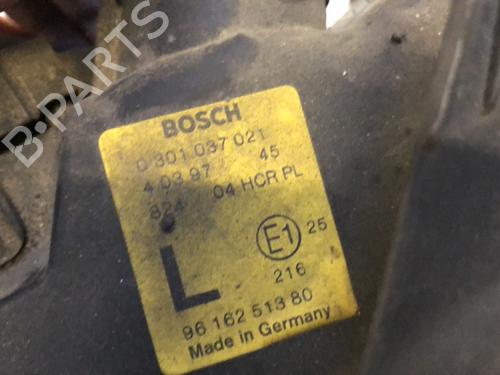 B-PARTS
BOSCH
0 301 037 021
4 03 97 45
824 04 HCR PL
L E1 25
216
96 162 513 80
Made in Germany